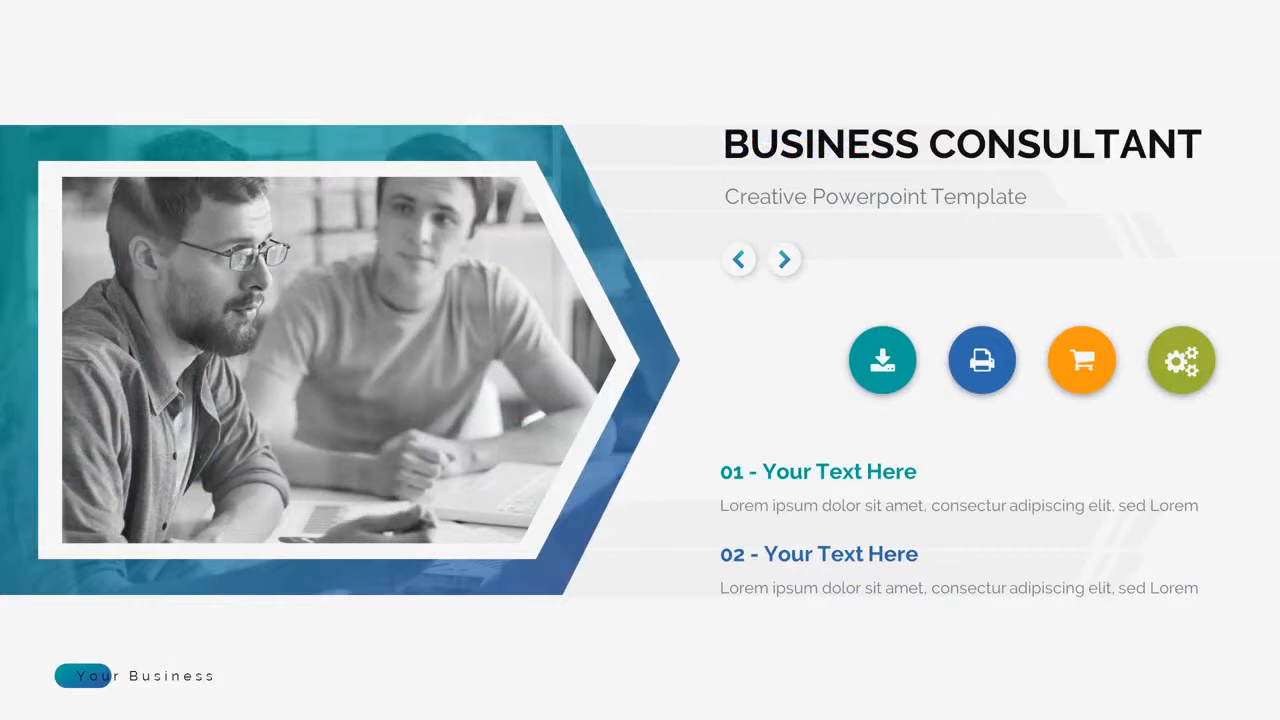 BUSINESS CONSULTANT
Creative Powerpoint Template
01 - Your Text Here
Lorem ipsum dolor sit amet, consectur adipiscing elit, sed Lorem
02 - Your Text Here
Lorem ipsum dolor sit amet, consectur adipiscing elit, sed Lorem
Your Business